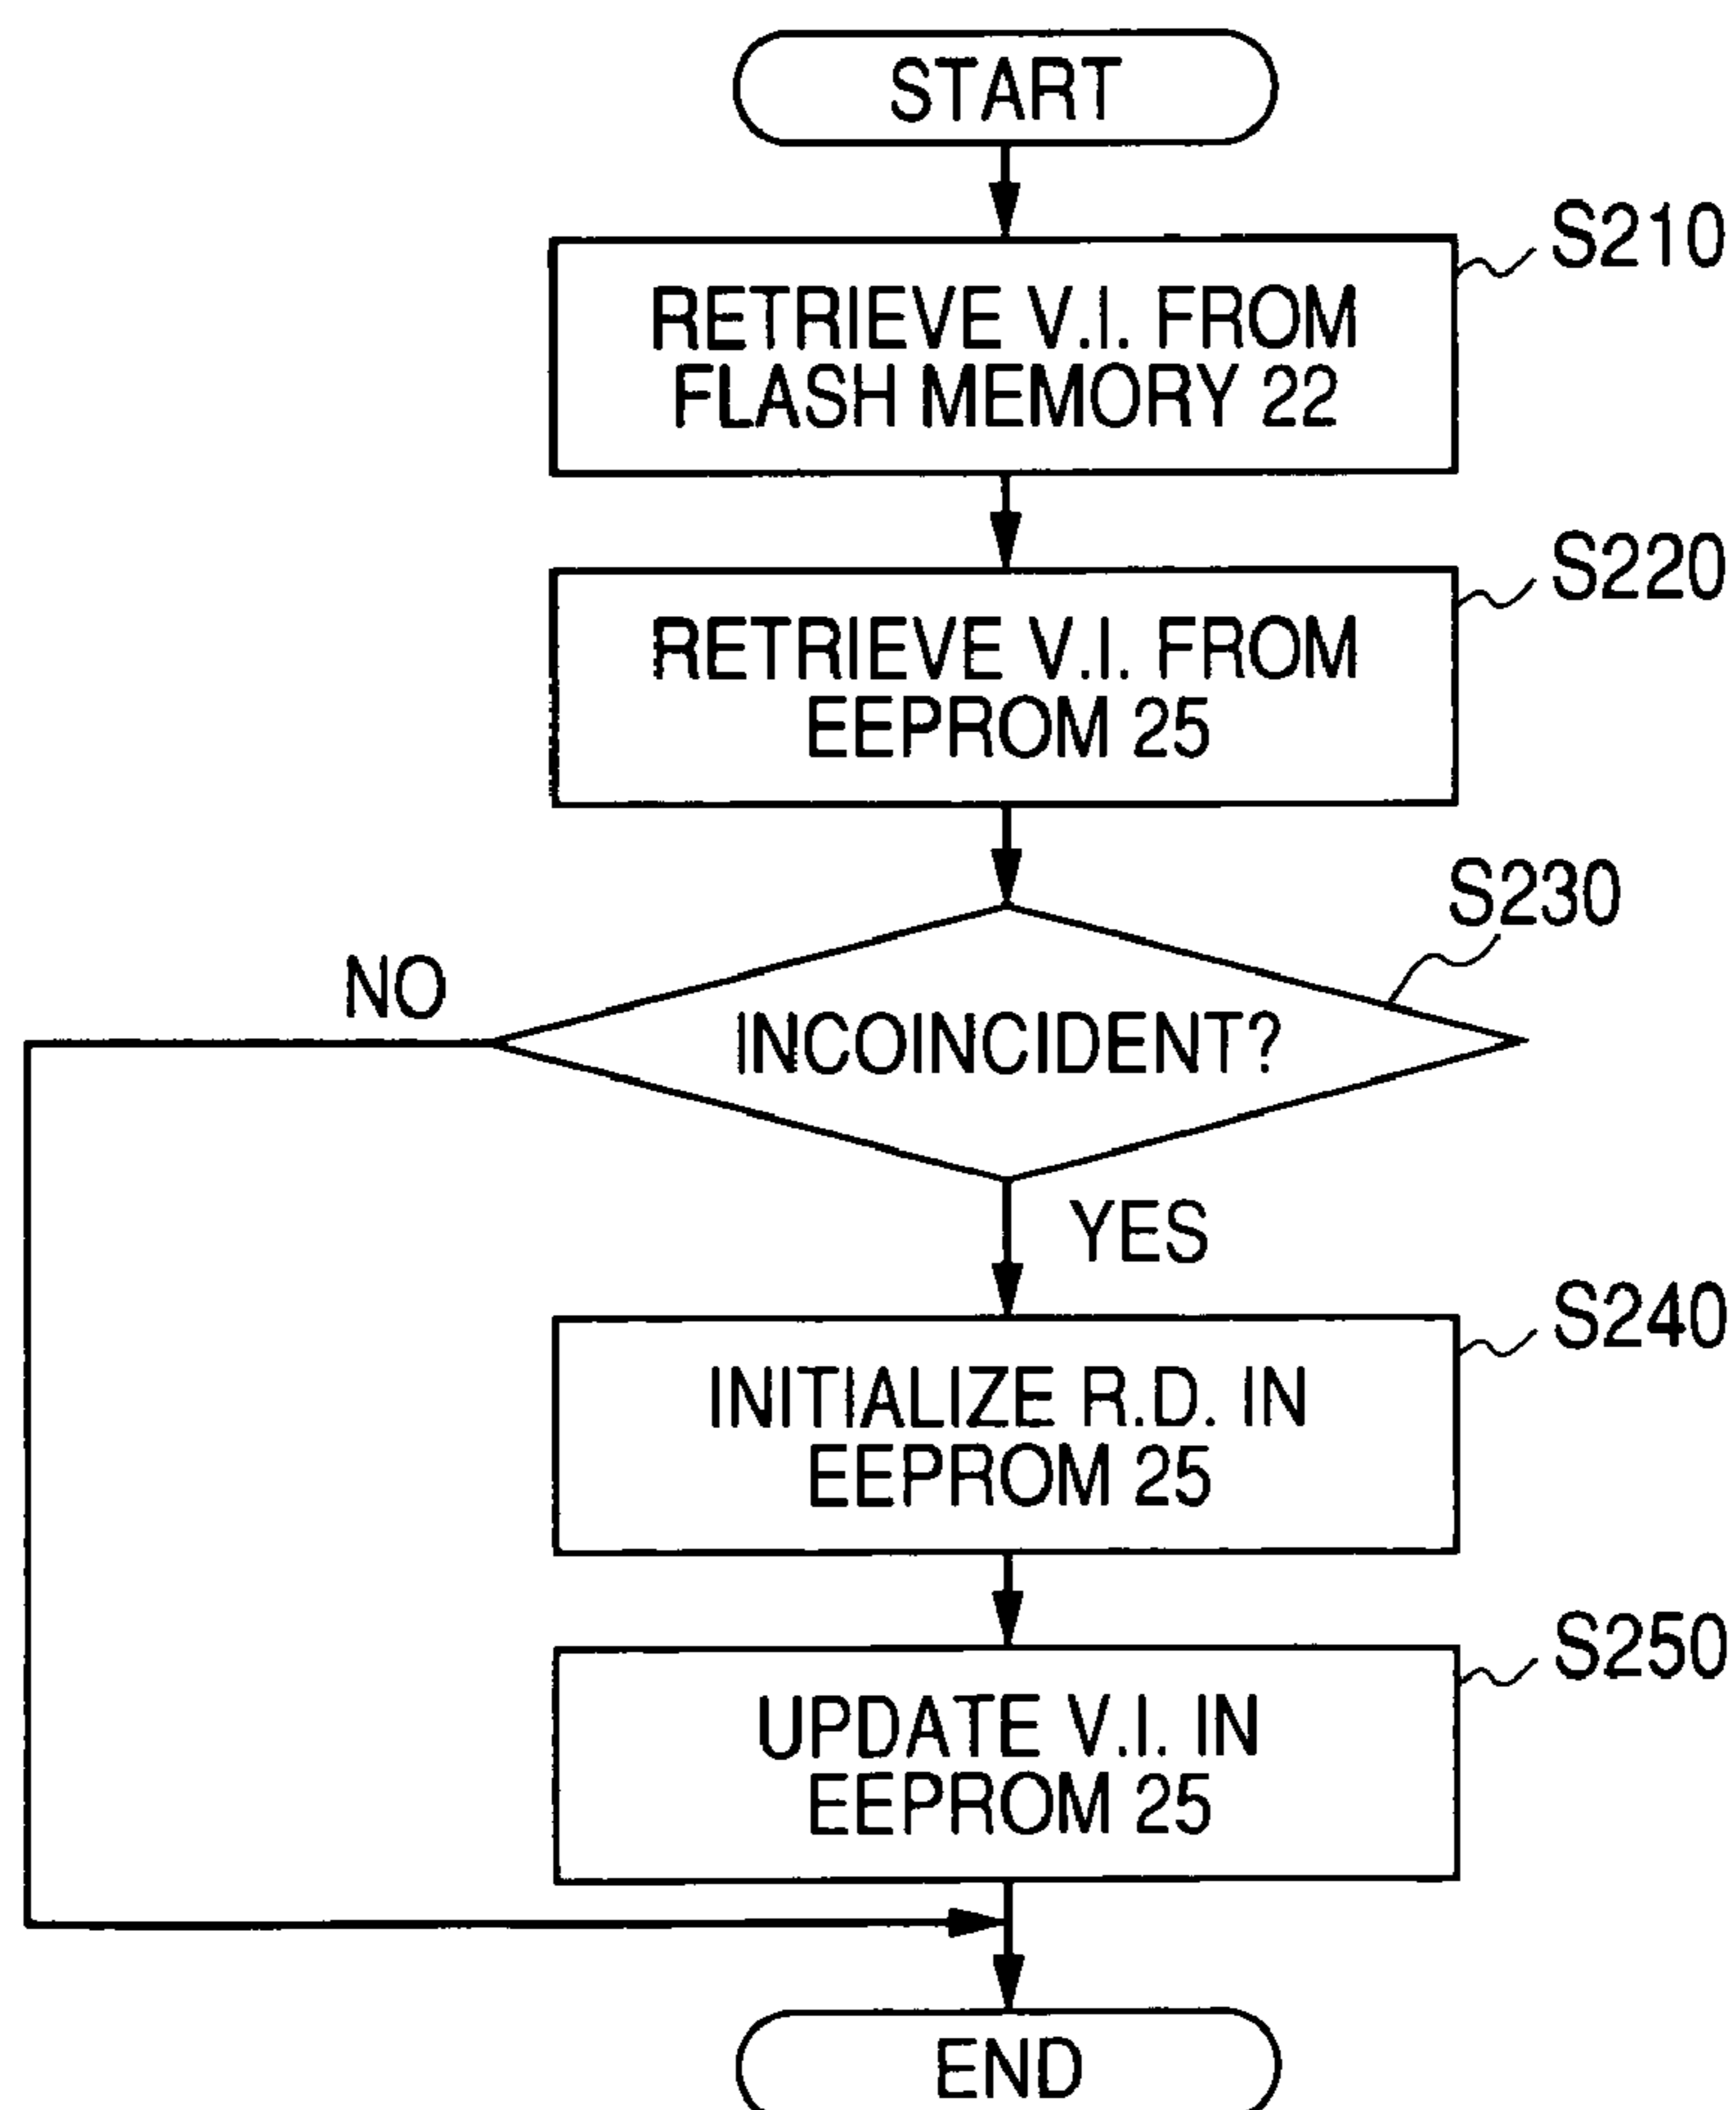 START
S210
RETRIEVE V.I. FROM
FLASH MEMORY 22
S220
RETRIEVE V.I. FROM
EEPROM 25
S230
NO
INCOINCIDENT?
YES
S240
INITIALIZE R.D. IN
EEPROM 25
S250
UPDATE V.I. IN
EEPROM 25
END